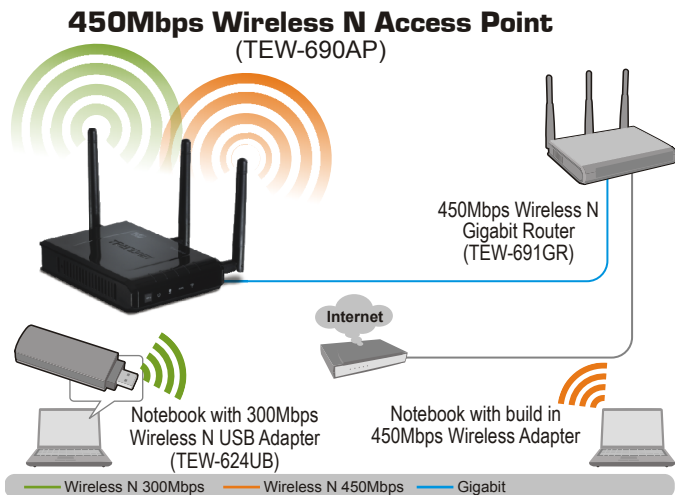 450Mbps Wireless N Access Point
(TEW-690AP)
TRENDnet
450Mbps Wireless N
Gigabit Router
(TEW-691GR)
Internet
Notebook with 300Mbps
Wireless N USB Adapter
(TEW-624UB)
Notebook with build in
450Mbps Wireless Adapter
Wireless N 300Mbps
Wireless N 450Mbps
Gigabit